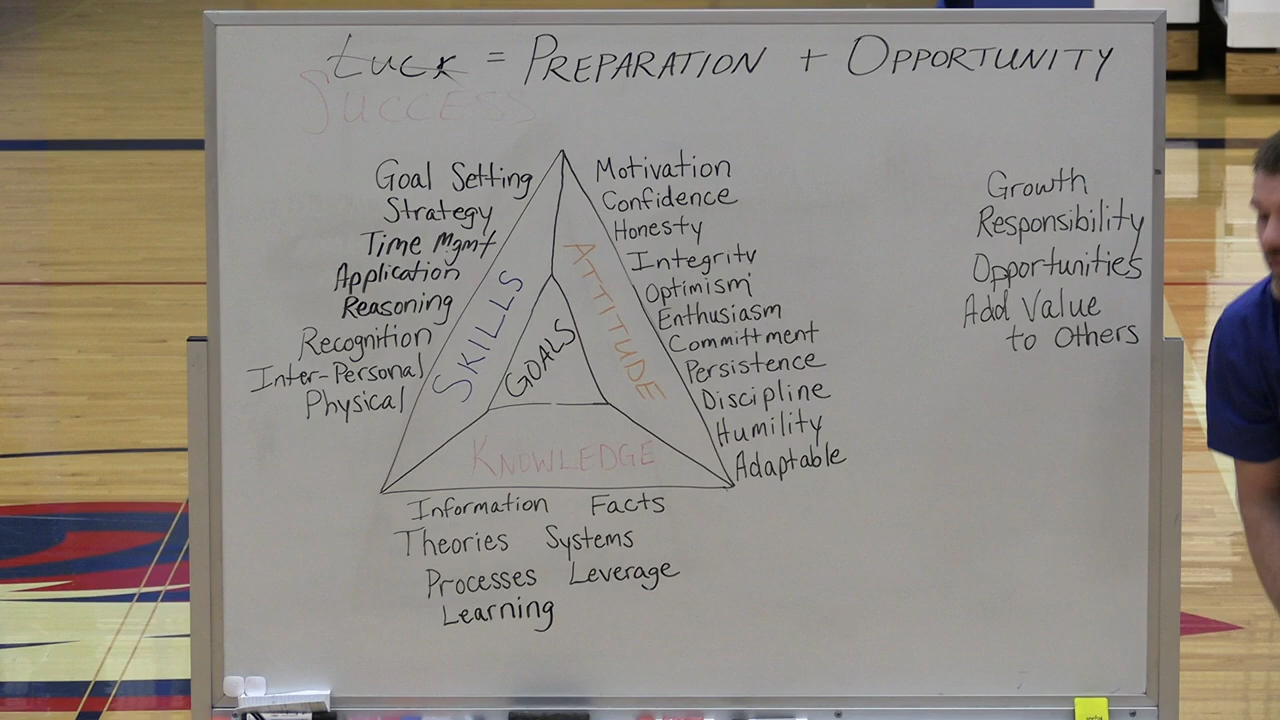 Luck = PREPARATION + OPPORTUNITY
SUCCESS
Goal Setting
Strategy
Time Mgmt
Application
Reasoning
Recognition
Inter-Personal
Physical
SKILLS
GOALS
ATTITUDE
KNOWLEDGE
Motivation
Confidence
Honesty
Integrity
Optimism
Enthusiasm
Committment
Persistence
Discipline
Humility
Adaptable
Information Facts
Theories Systems
Processes Leverage
Learning
Growth
Responsibility
Opportunities
Add Value
to Others